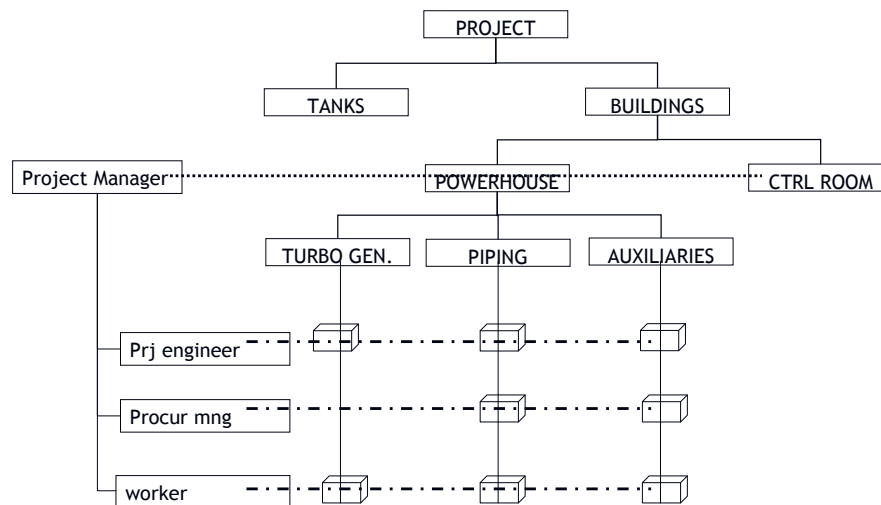 PROJECT
TANKS
BUILDINGS
Project Manager
POWERHOUSE
CTRL ROOM
TURBO GEN.
PIPING
AUXILIARIES
Prj engineer
Procur mng
worker